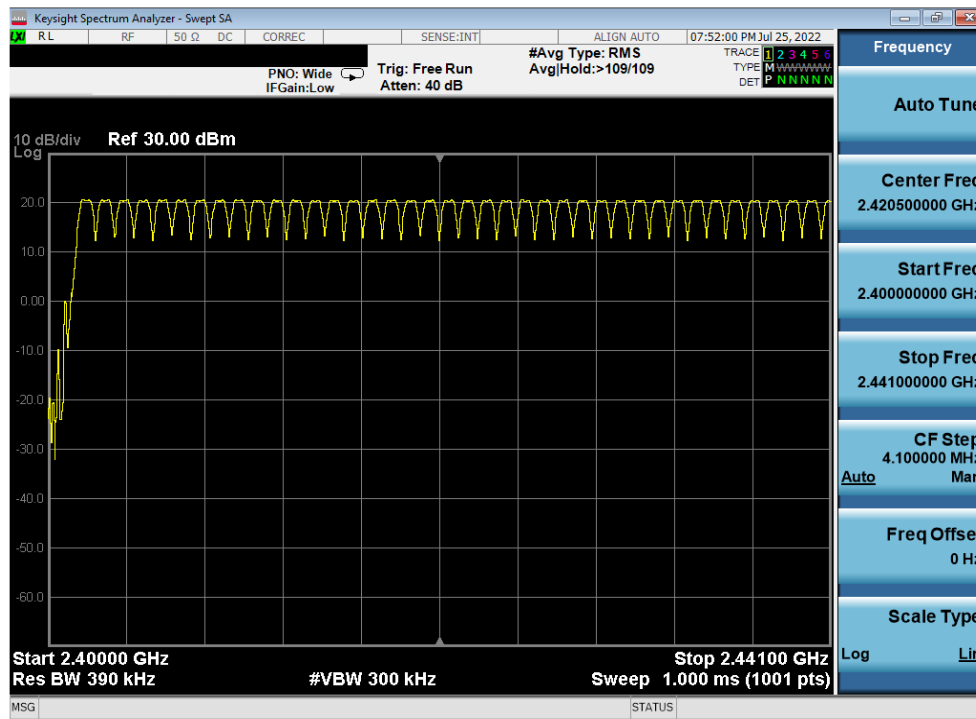 Keysight Spectrum Analyzer - Swept SA
LXI RL RF 50 Ω DC CORREC SENSE:INT ALIGN AUTO 07:52:00 PM Jul 25, 2022
#Avg Type: RMS TRACE 1 2 3 4 5 6
PNO: Wide Trig: Free Run Avg|Hold:>109/109 TYPE M WWWWW
IFGain:Low Atten: 40 dB DET P N N N N N
10 dB/div Ref 30.00 dBm
Log
20.0
10.0
0.00
-10.0
-20.0
-30.0
-40.0
-50.0
-60.0
Start 2.40000 GHz Stop 2.44100 GHz
Res BW 390 kHz #VBW 300 kHz Sweep 1.000 ms (1001 pts)
MSG STATUS
Frequency
Auto Tune
Center Freq
2.420500000 GHz
Start Freq
2.400000000 GHz
Stop Freq
2.441000000 GHz
CF Step
4.100000 MHz
Auto Man
Freq Offse
0 Hz
Scale Type
Log Lin